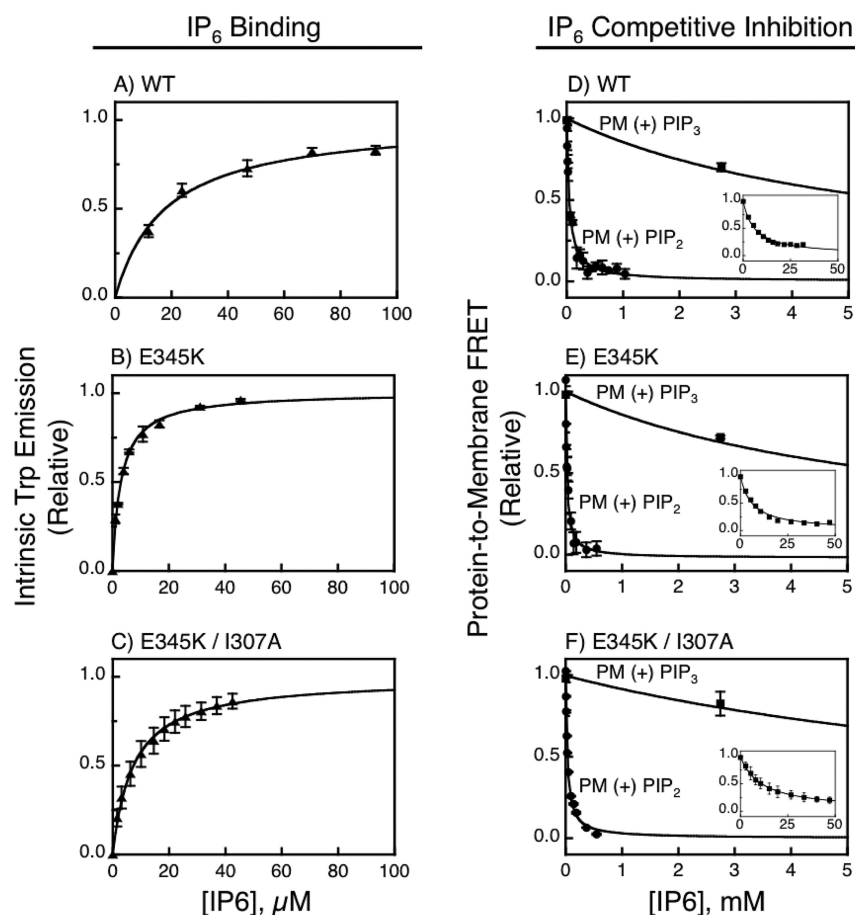 IP6 Binding
A) WT
1.0
0.5
0.0
0 20 40 60 80 100
B) E345K
1.0
0.5
0.0
0 20 40 60 80 100
C) E345K / I307A
1.0
0.5
0.0
0 20 40 60 80 100
Intrinsic Trp Emission
(Relative)
[IP6], µM
IP6 Competitive Inhibition
D) WT
1.0
0.5
0.0
0 1 2 3 4 5
PM (+) PIP3
PM (+) PIP2
1.0
0.5
0.0
0 25 50
E) E345K
1.0
0.5
0.0
0 1 2 3 4 5
PM (+) PIP3
PM (+) PIP2
1.0
0.5
0.0
0 20 40
F) E345K / I307A
1.0
0.5
0.0
0 1 2 3 4 5
PM (+) PIP3
PM (+) PIP2
1.0
0.5
0.0
0 25 50
Protein-to-Membrane FRET
(Relative)
[IP6], mM